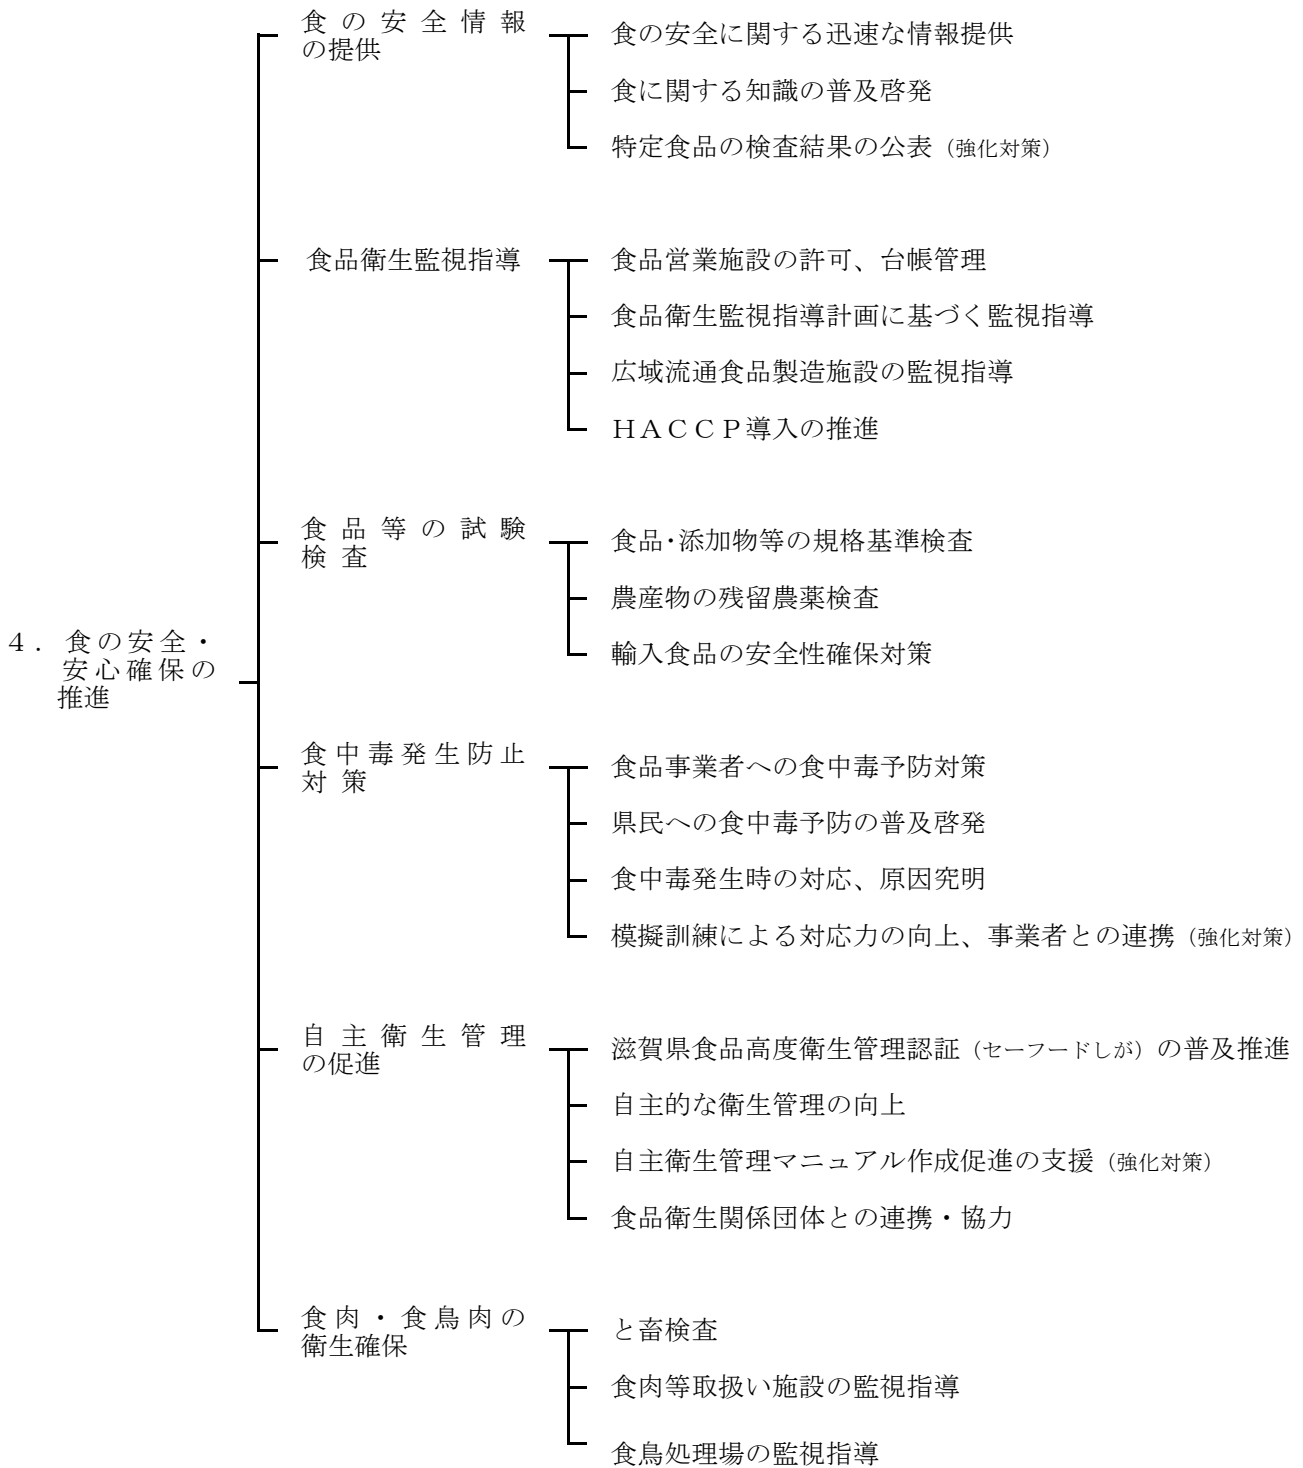 4．食の安全・
安心確保の
推進
食の安全情報
の提供
食の安全に関する迅速な情報提供
食に関する知識の普及啓発
特定食品の検査結果の公表（強化対策）
食品衛生監視指導
食品営業施設の許可、台帳管理
食品衛生監視指導計画に基づく監視指導
広域流通食品製造施設の監視指導
ＨＡＣＣＰ導入の推進
食品等の試験
検査
食品･添加物等の規格基準検査
農産物の残留農薬検査
輸入食品の安全性確保対策
食中毒発生防止
対策
食品事業者への食中毒予防対策
県民への食中毒予防の普及啓発
食中毒発生時の対応、原因究明
模擬訓練による対応力の向上、事業者との連携（強化対策）
自主衛生管理
の促進
滋賀県食品高度衛生管理認証（セーフードしが）の普及推進
自主的な衛生管理の向上
自主衛生管理マニュアル作成促進の支援（強化対策）
食品衛生関係団体との連携・協力
食肉・食鳥肉の
衛生確保
と畜検査
食肉等取扱い施設の監視指導
食鳥処理場の監視指導